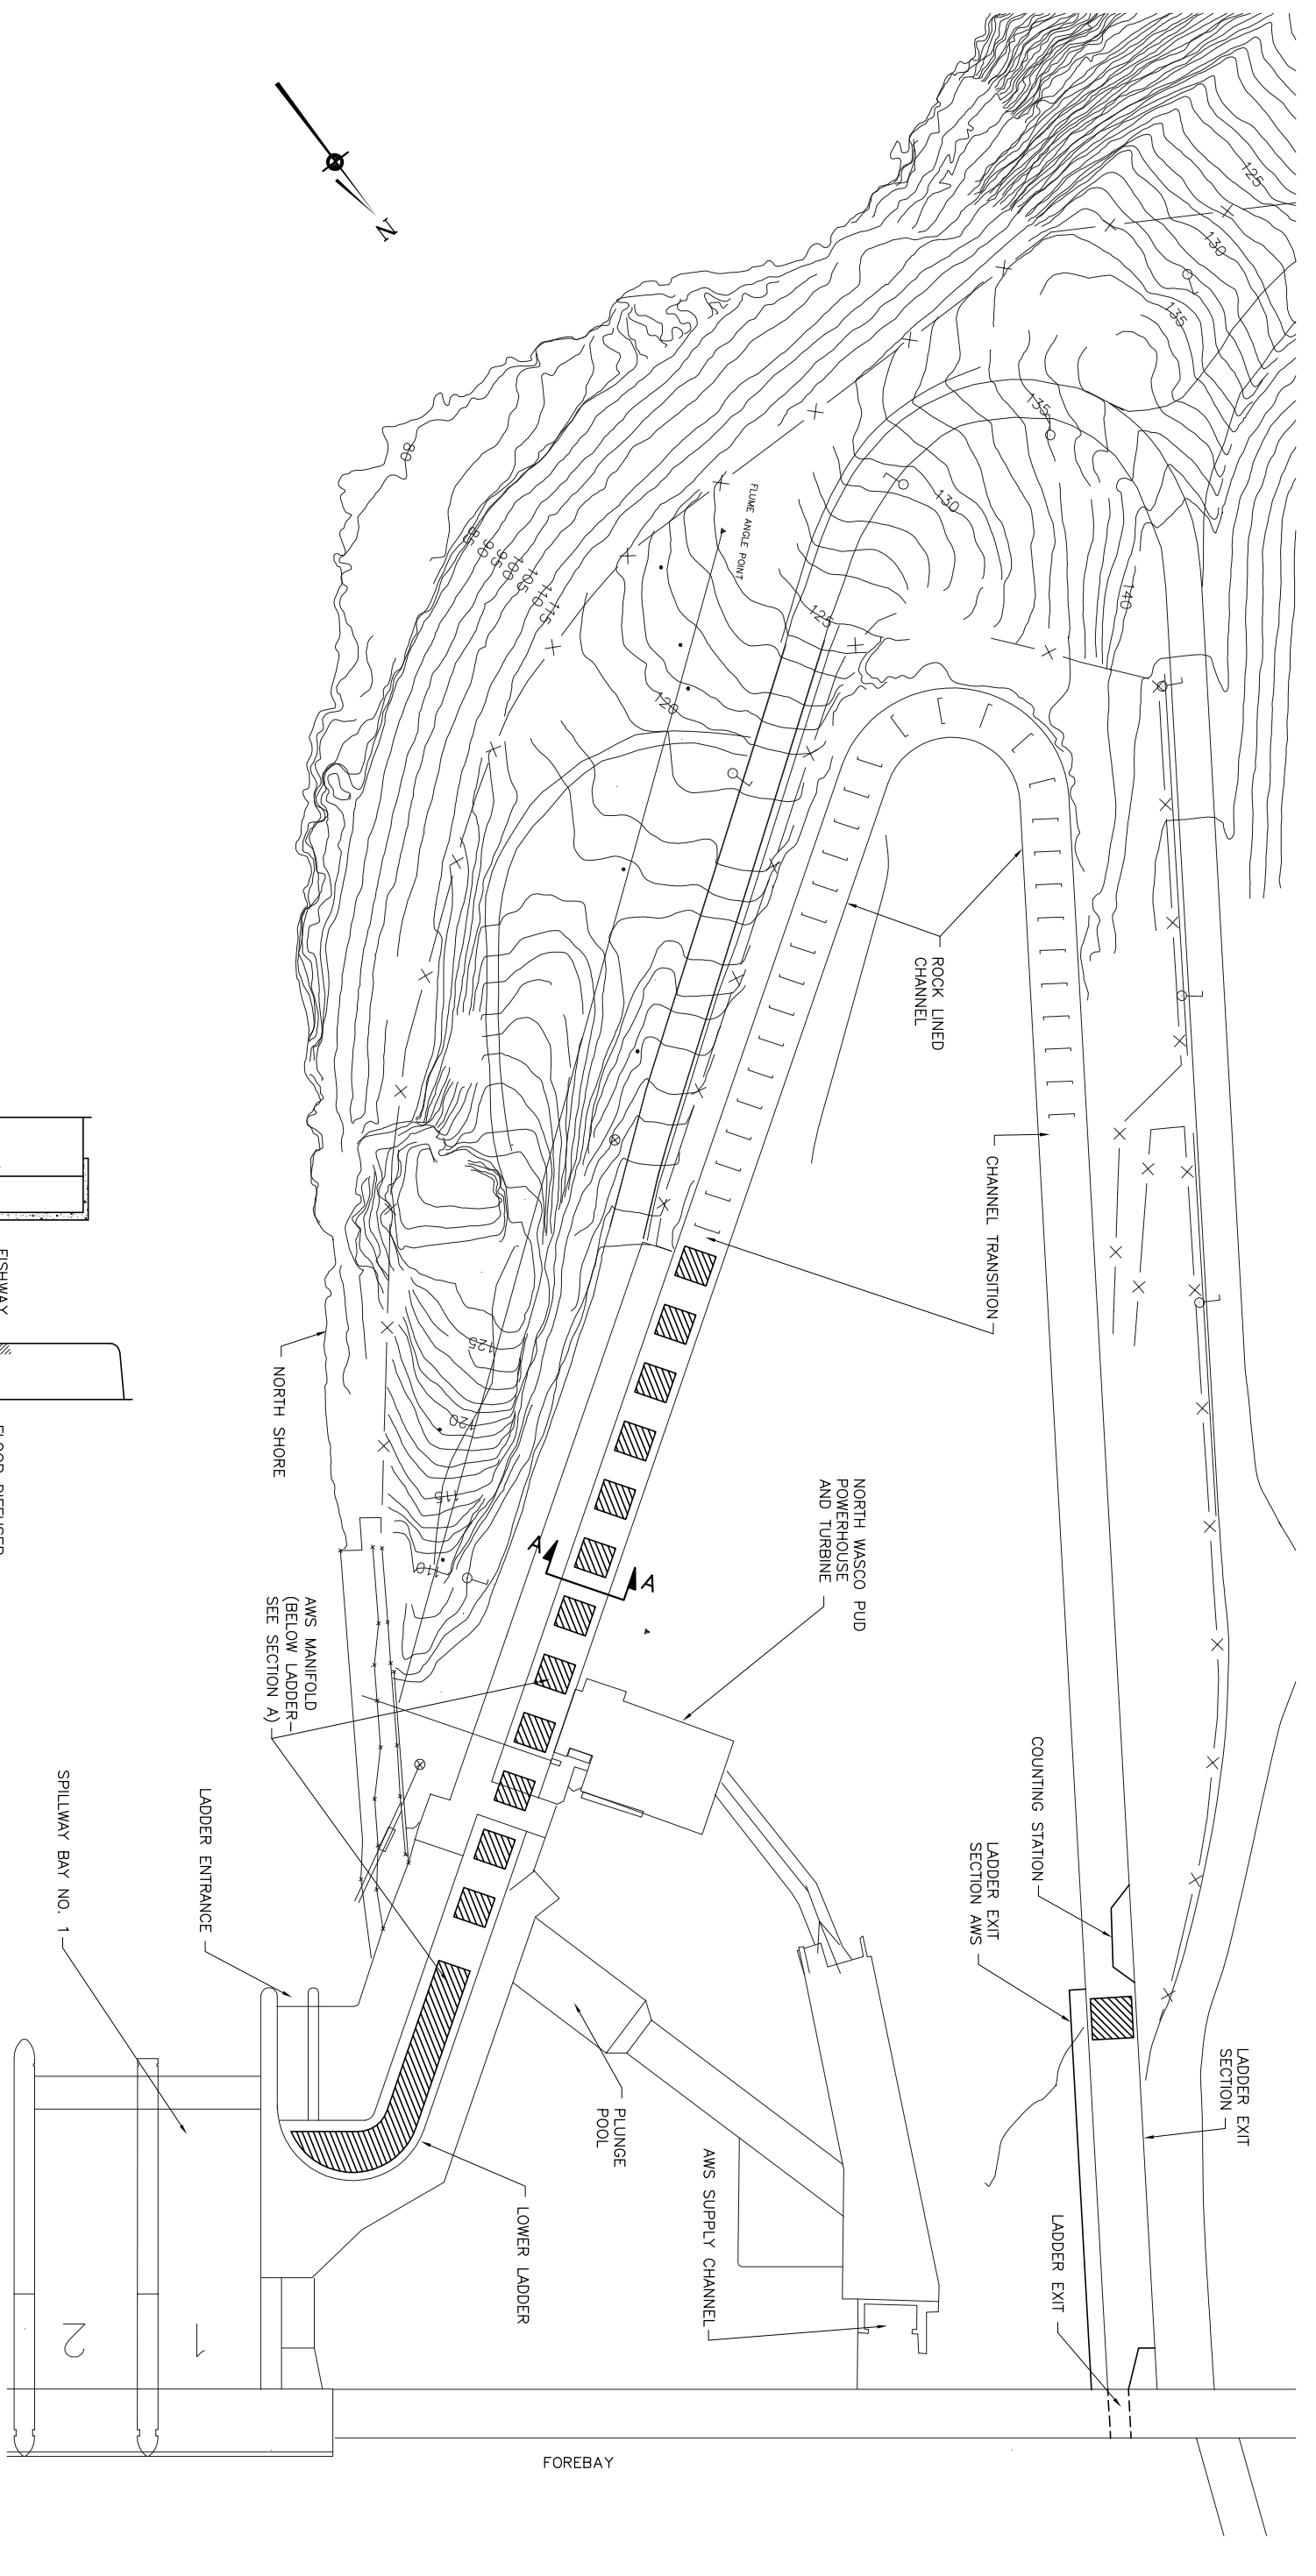 N
125
130
135
135
130
140
80
85
90
95
100
105
110
115
FLUME ANGLE POINT
125
120
ROCK LINED
CHANNEL
CHANNEL TRANSITION
FISHWAY
NORTH SHORE
125
120
115
110
A
A
NORTH WASCO PUD
POWERHOUSE
AND TURBINE
AWS MANIFOLD
(BELOW LADDER-
SEE SECTION A)
COUNTING STATION
LADDER EXIT
SECTION AWS
LADDER EXIT
SECTION
SPILLWAY BAY NO. 1
LADDER ENTRANCE
PLUNGE
POOL
AWS SUPPLY CHANNEL
LOWER LADDER
LADDER EXIT
2
1
FOREBAY